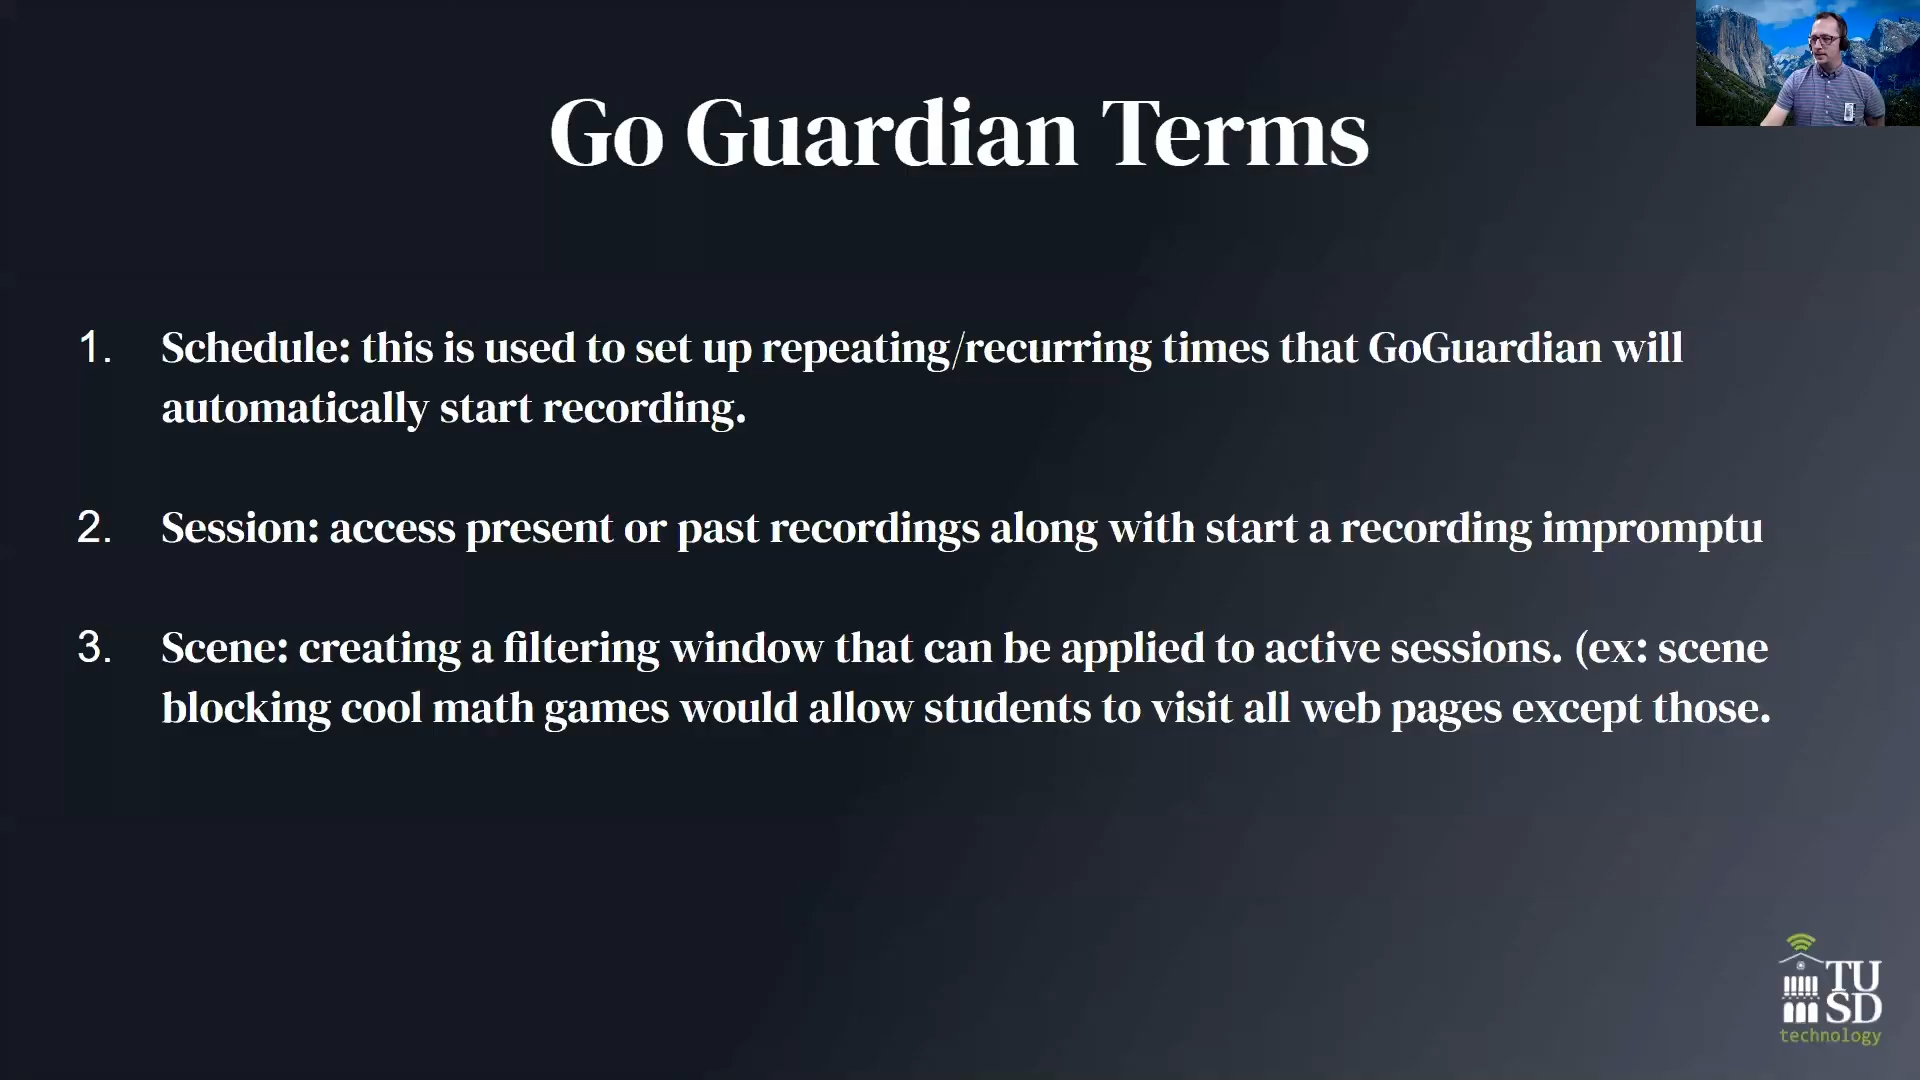 Go Guardian Terms
1. Schedule: this is used to set up repeating/recurring times that GoGuardian will
automatically start recording.
2. Session: access present or past recordings along with start a recording impromptu
3. Scene: creating a filtering window that can be applied to active sessions. (ex: scene
blocking cool math games would allow students to visit all web pages except those.
TU
SD
technology